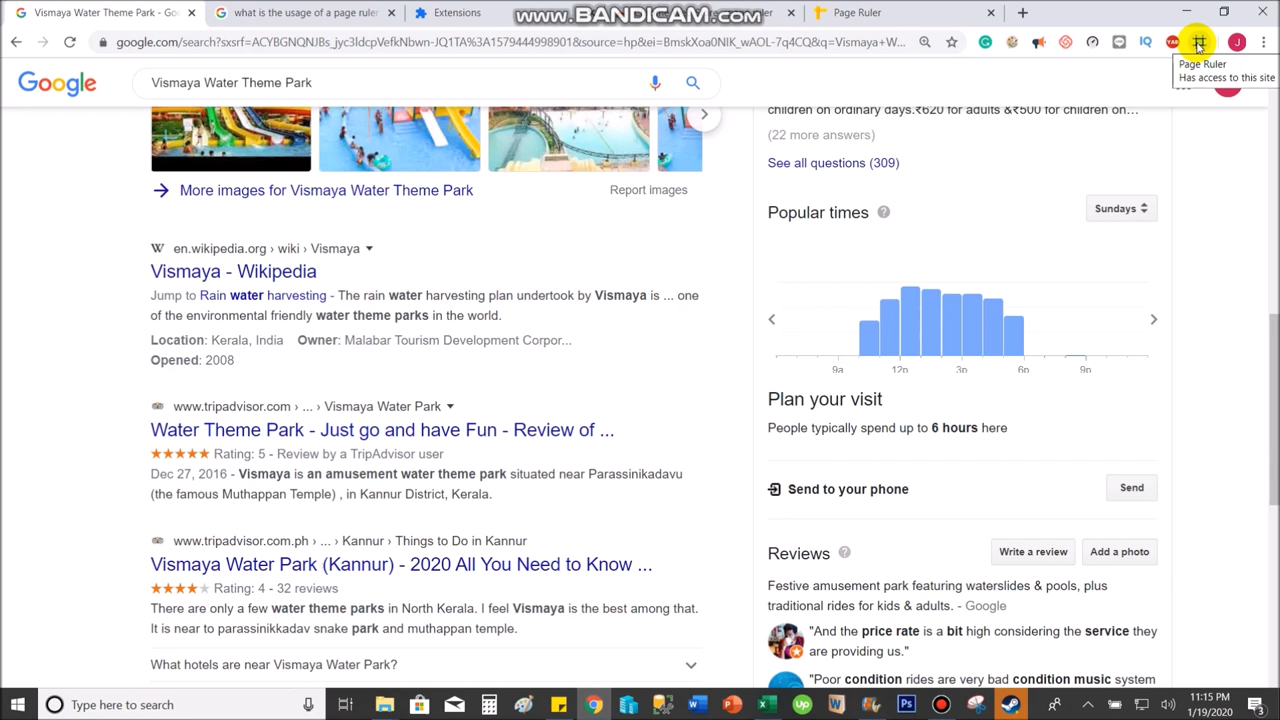 Vismaya Water Theme Park - Goo
what is the usage of a page ruler
Extensions
www.BANDICAM.com
Page Ruler
google.com/search?sxsrf=ACYBGNQNJBs_jyc3ldcpVefkNbwn-JQ1TA%
&source=hp&ei=BmskXoa0NIK_wAOL-7q4CQ&q=Vismaya+W...
Page Ruler
Has access to this site
Google
Vismaya Water Theme Park
More images for Vismaya Water Theme Park
Report images
en.wikipedia.org › wiki › Vismaya
Vismaya - Wikipedia
Jump to Rain water harvesting - The rain water harvesting plan undertook by Vismaya is ... one
of the environmental friendly water theme parks in the world.
Location: Kerala, India Owner: Malabar Tourism Development Corpor...
Opened: 2008
www.tripadvisor.com › ... › Vismaya Water Park
Water Theme Park - Just go and have Fun - Review of ...
Rating: 5 - Review by a TripAdvisor user
Dec 27, 2016 - Vismaya is an amusement water theme park situated near Parassinikadavu
(the famous Muthappan Temple) , in Kannur District, Kerala.
www.tripadvisor.com.ph › ... › Kannur › Things to Do in Kannur
Vismaya Water Park (Kannur) - 2020 All You Need to Know ...
Rating: 4 - 32 reviews
There are only a few water theme parks in North Kerala. I feel Vismaya is the best among that.
It is near to parassinikkadav snake park and muthappan temple.
What hotels are near Vismaya Water Park?
children on ordinary days.₹620 for adults &₹500 for children on...
(22 more answers)
See all questions (309)
Popular times
Sundays
9a 12p 3p 6p 9p
Plan your visit
People typically spend up to 6 hours here
Send to your phone
Send
Reviews
Write a review
Add a photo
Festive amusement park featuring waterslides & pools, plus
traditional rides for kids & adults. - Google
"And the price rate is a bit high considering the service they
are providing us."
"Poor condition rides are very bad condition music system
Type here to search
11:15 PM
1/19/2020